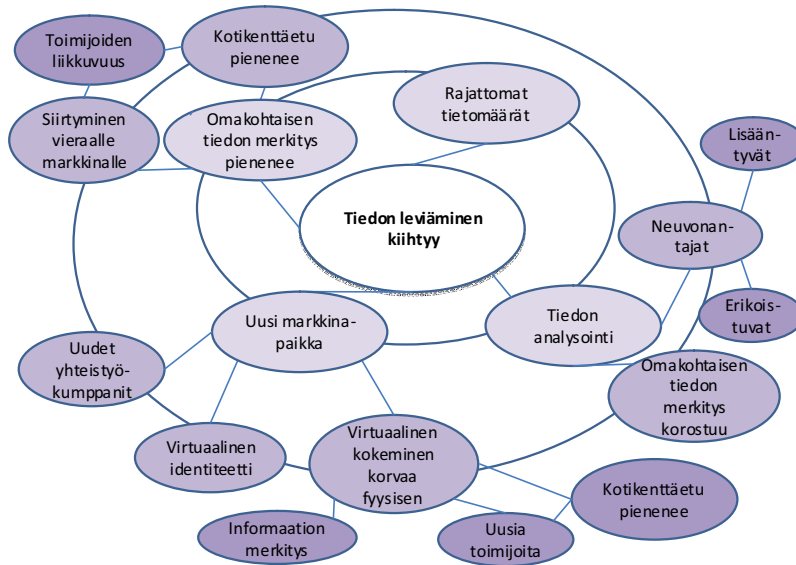 Toimijoiden
liikkuvuus
Kotikenttäetu
pienenee
Siirtyminen
vieraalle
markkinalle
Omakohtaisen
tiedon merkitys
pienenee
Rajattomat
tietomäärät
Lisään-
tyvät
Tiedon leviäminen
kiihtyy
Neuvonan-
tajat
Erikois-
tuvat
Uusi markkina-
paikka
Tiedon
analysointi
Uudet
yhteistyö-
kumppanit
Omakohtaisen
tiedon
merkitys
korostuu
Virtuaalinen
identiteetti
Virtuaalinen
kokeminen
korvaa
fyysisen
Kotikenttäetu
pienenee
Informaation
merkitys
Uusia
toimijoita